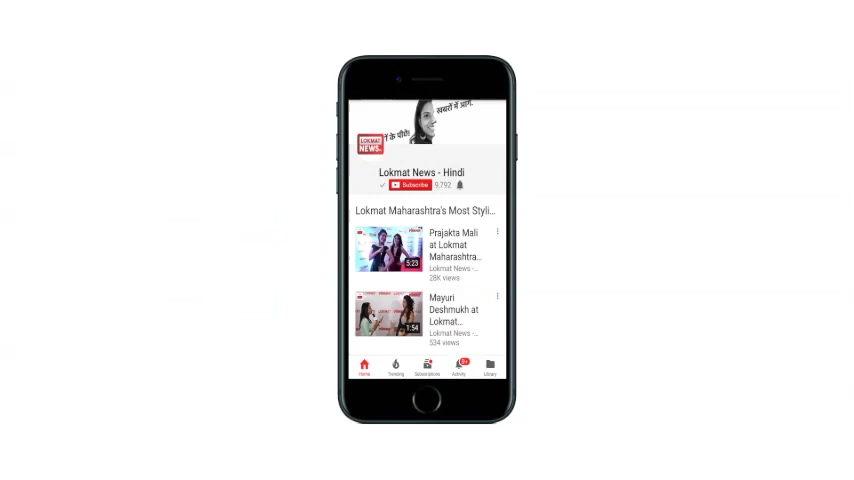 खबरों में आगे,
के पीछे!
LOKMAT
NEWS
Lokmat News - Hindi
Subscribe 9,792
Lokmat Maharashtra's Most Styli...
Prajakta Mali
at Lokmat
Maharashtra...
Lokmat News -...
28K views
5:23
Mayuri
Deshmukh at
Lokmat...
Lokmat News -...
534 views
1:54
Home Trending Subscriptions Activity Library
9+